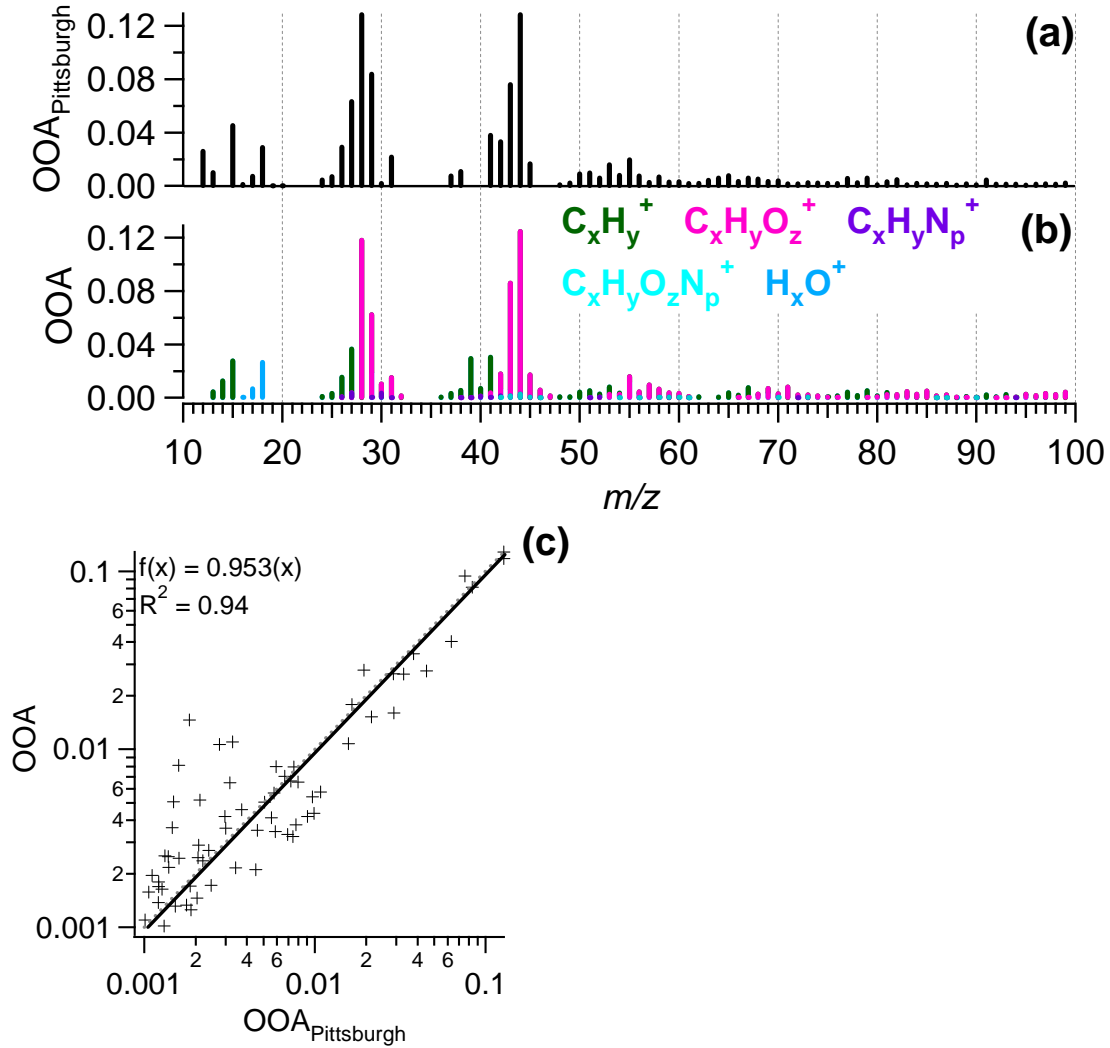 (a)
0.12
0.08
0.04
0.00
OOA_Pittsburgh
C_xH_y^+ C_xH_yO_z^+ C_xH_yN_p^+
(b)
C_xH_yO_zN_p^+ H_xO^+
0.12
0.08
0.04
0.00
OOA
10 20 30 40 50 60 70 80 90 100
m/z
(c)
f(x) = 0.953(x)
R^2 = 0.94
0.1
6
4
2
0.01
6
4
2
0.001
OOA
2 4 6 2 4 6
0.001 0.01 0.1
OOA_Pittsburgh